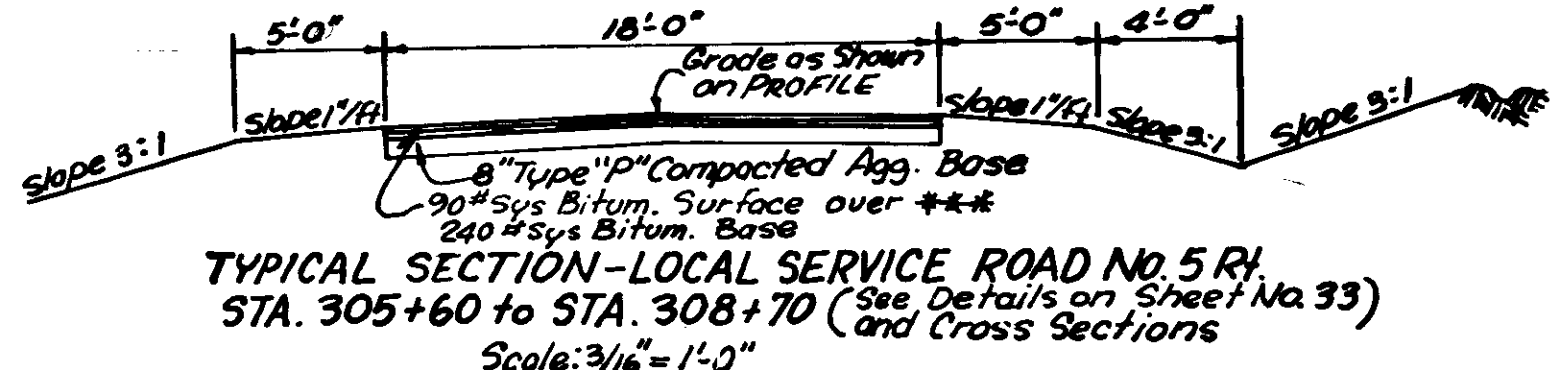 5'-0" 18'-0" 5'-0" 4'-0"
Grade as Shown
on PROFILE
Slope 3:1
Slope 1"/ft
Slope 1"/ft
Slope 3:1
Slope 3:1
8" Type "P" Compacted Agg. Base
90# Sys Bitum. Surface over ***
240 # Sys Bitum. Base
TYPICAL SECTION-LOCAL SERVICE ROAD NO. 5 Rt.
STA. 305+60 to STA. 308+70 (See Details on Sheet No. 33)
and Cross Sections
Scale: 3/16" = 1'-0"